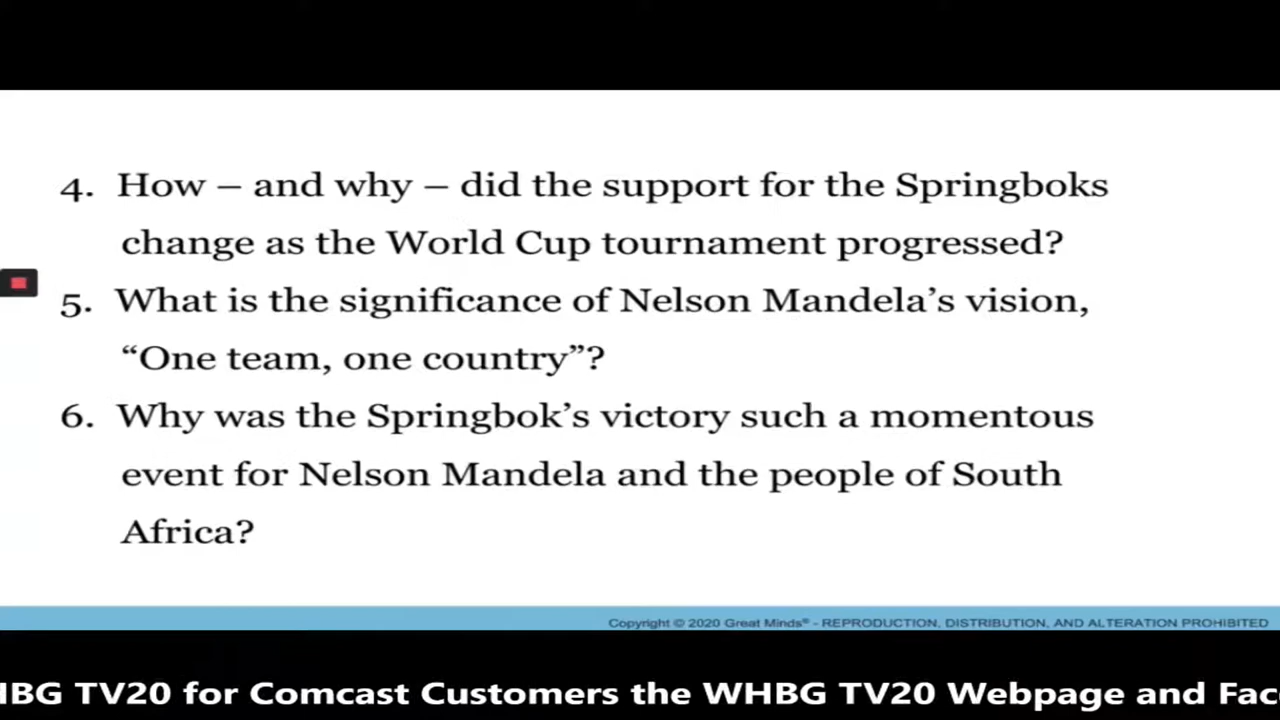 4. How – and why – did the support for the Springboks
change as the World Cup tournament progressed?
5. What is the significance of Nelson Mandela’s vision,
“One team, one country”?
6. Why was the Springbok’s victory such a momentous
event for Nelson Mandela and the people of South
Africa?
Copyright © 2020 Great Minds® - REPRODUCTION, DISTRIBUTION, AND ALTERATION PROHIBITED
HBG TV20 for Comcast Customers the WHBG TV20 Webpage and Fac